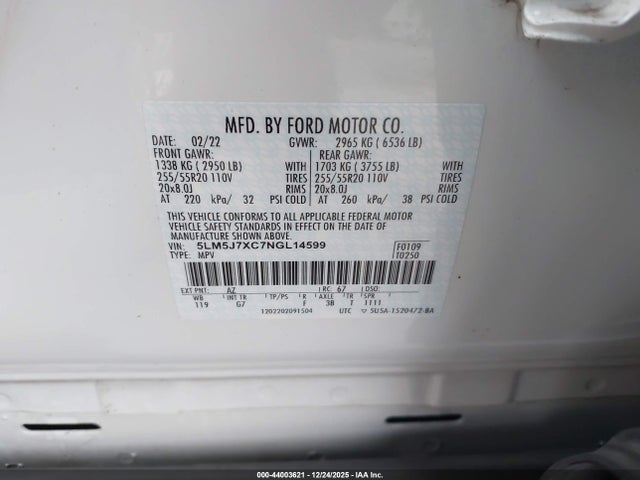 MFD. BY FORD MOTOR CO.
DATE: 02/22 GVWR: 2965 KG ( 6536 LB)
FRONT GAWR: REAR GAWR:
1338 KG ( 2950 LB) WITH 1703 KG ( 3755 LB) WITH
255/55R20 110V TIRES 255/55R20 110V TIRES
20x8.0J RIMS 20x8.0J RIMS
AT 220 kPa/ 32 PSI COLD AT 260 kPa/ 38 PSI COLD
THIS VEHICLE CONFORMS TO ALL APPLICABLE FEDERAL MOTOR
VEHICLE SAFETY STANDARDS IN EFFECT ON THE DATE OF
MANUFACTURE SHOWN ABOVE.
VIN: 5LM5J7XC7NGL14599 F0109
TYPE: MPV T0250
EXT PNT: AZ RC: 67 DSO:
WB INT TR TP/PS R AXLE TR SPR
119 G7 F 3B T 1111
1202202091504 UTC ▽ 5U5A-1520472-BA
000-44003621 - 12/24/2025 - IAA Inc.